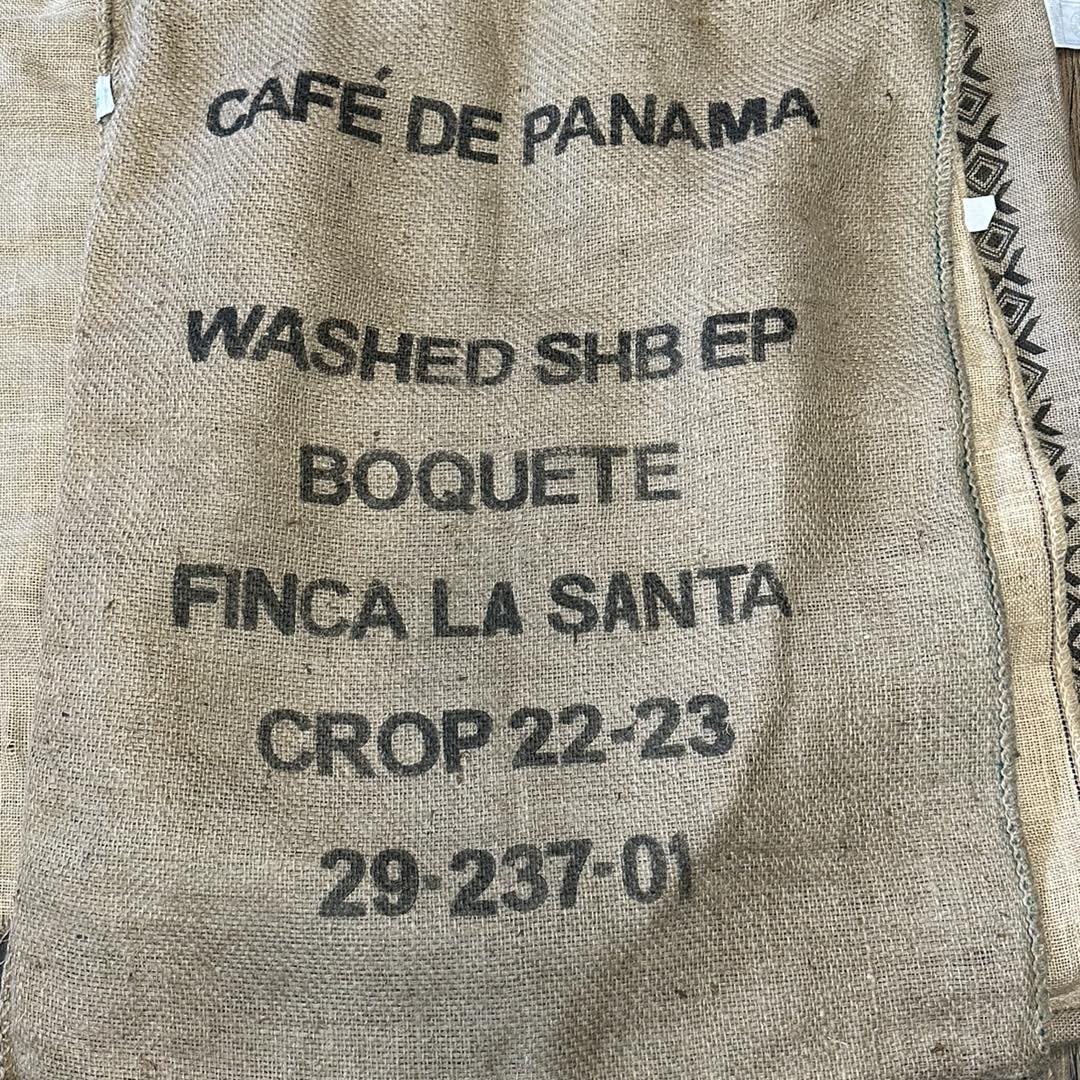 CAFÉ DE PANAMA
WASHED SHB EP
BOQUETE
FINCA LA SANTA
CROP 22-23
29-237-01